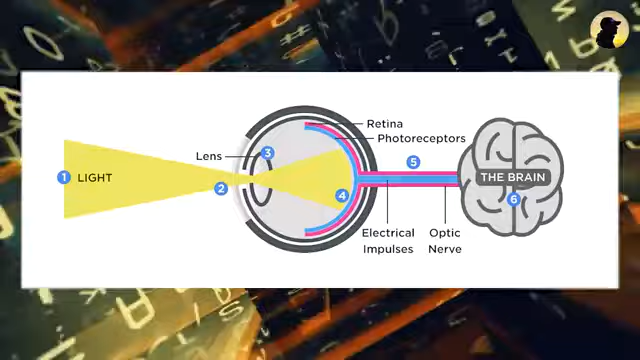 Retina
Photoreceptors
Lens
3
5
1 LIGHT
2
4
THE BRAIN
6
Electrical
Impulses
Optic
Nerve